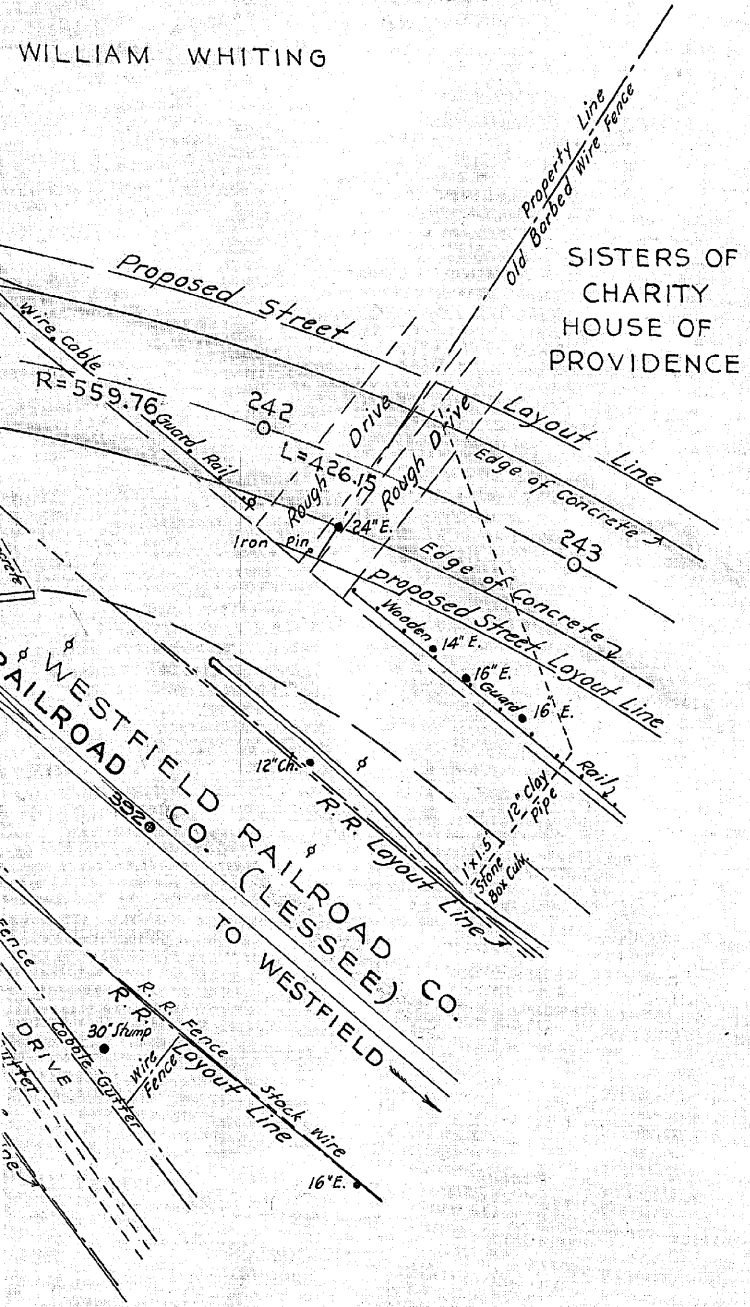 WILLIAM WHITING
Property Line
Old Barbed Wire Fence
SISTERS OF
CHARITY
HOUSE OF
PROVIDENCE
Proposed Street
Layout Line
Wire Cable
Guard Rail
R=559.76
242
L=426.15
Rough Drive
Rough Drive
Edge of Concrete
243
24" E.
Iron Pin
Edge of Concrete
Proposed Street Layout Line
Wooden
Guard
Rail
14" E.
16" E.
16" E.
WESTFIELD RAILROAD CO.
RAILROAD CO. (LESSEE)
392
12" Ch.
R.R. Layout Line
12" Clay
Pipe
1'x1.5'
Stone
Box Culv.
TO WESTFIELD
Fence
R.R. Fence
stock wire
R.R.
Layout
Line
30" Stump
Wire
Fence
DRIVE
Cobble Gutter
16" E.